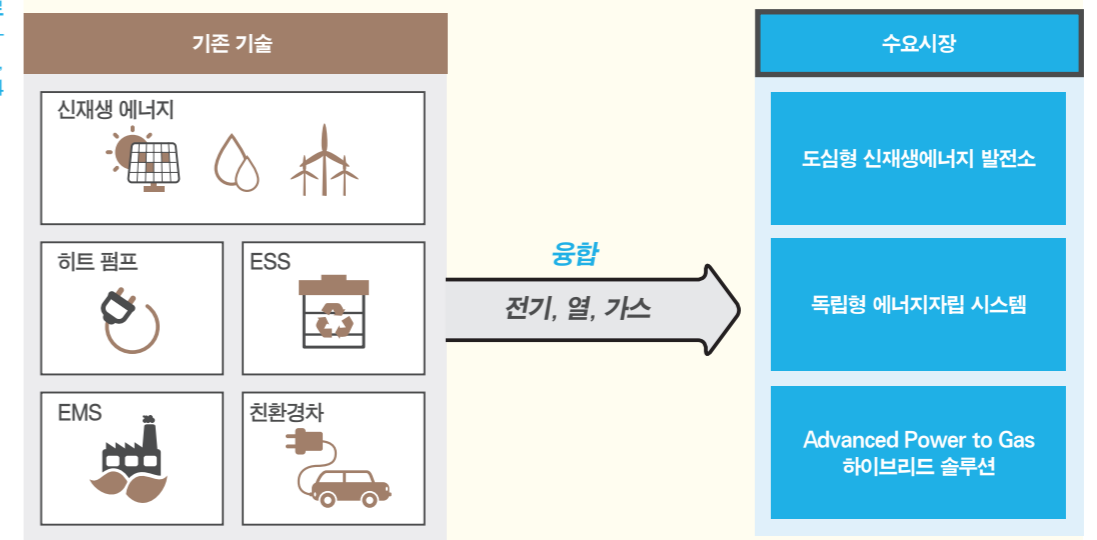 기존 기술
수요시장
신재생 에너지
히트 펌프
ESS
EMS
친환경차
융합
전기, 열, 가스
도심형 신재생에너지 발전소
독립형 에너지자립 시스템
Advanced Power to Gas
하이브리드 솔루션